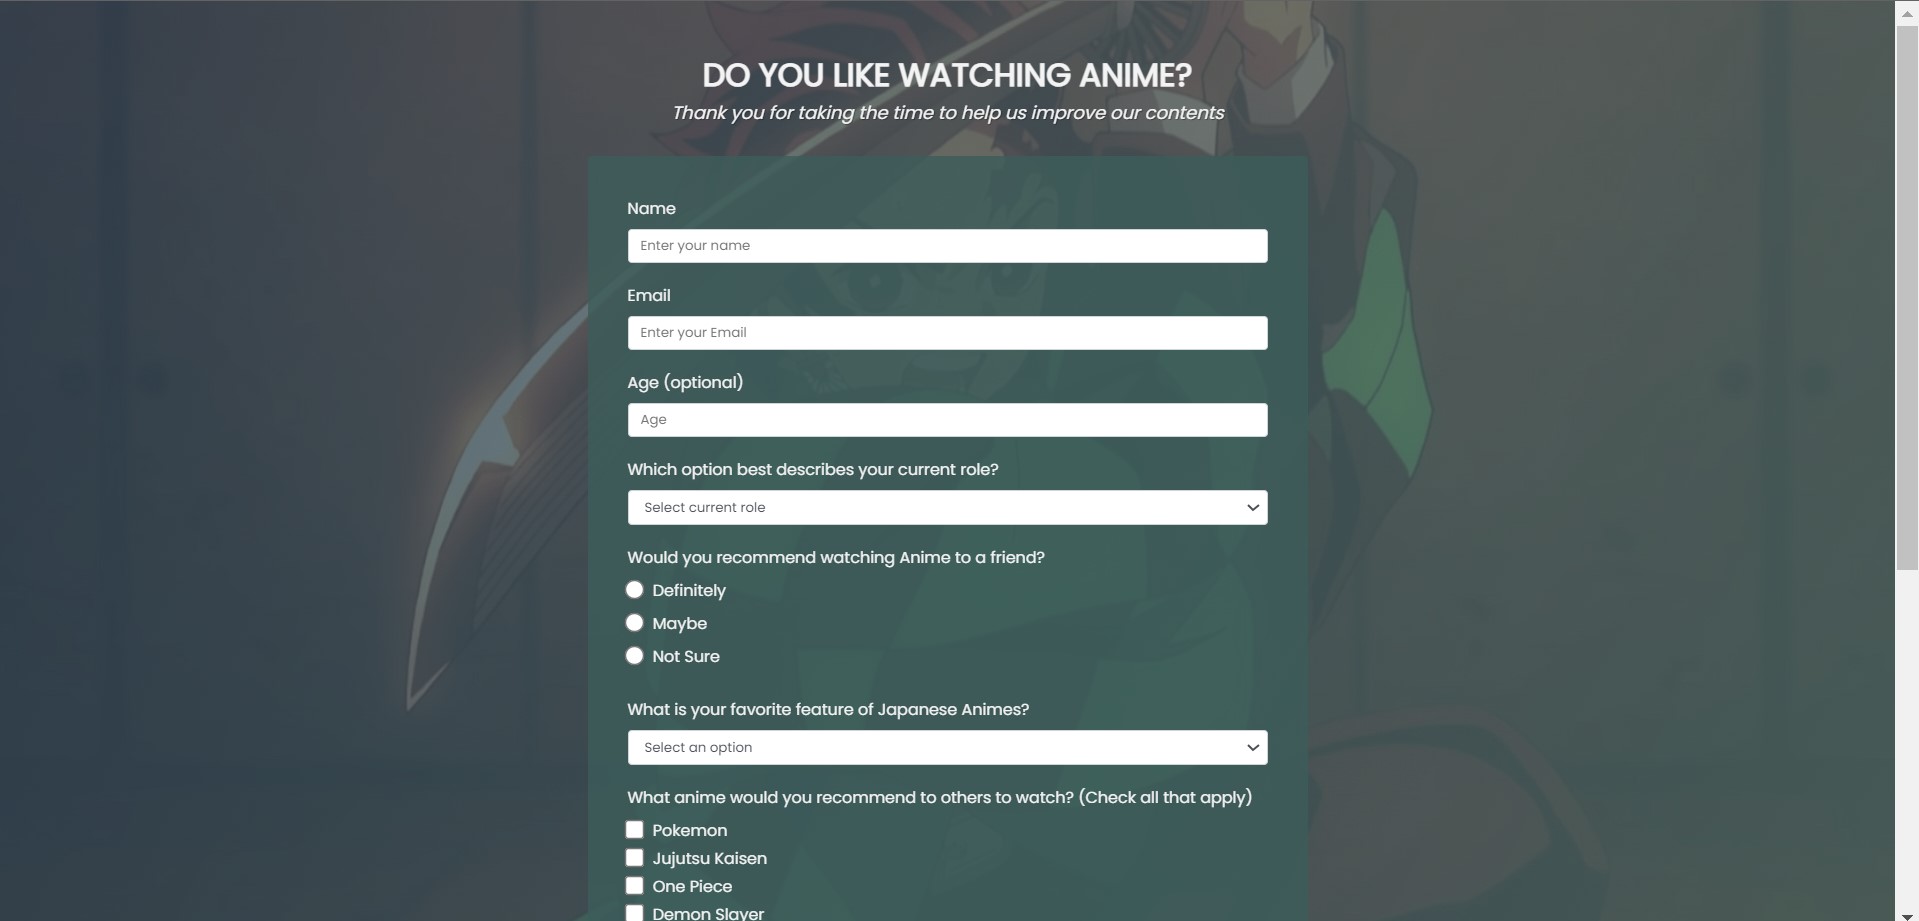 DO YOU LIKE WATCHING ANIME?
Thank you for taking the time to help us improve our contents
Name
Enter your name
Email
Enter your Email
Age (optional)
Age
Which option best describes your current role?
Select current role
Would you recommend watching Anime to a friend?
Definitely
Maybe
Not Sure
What is your favorite feature of Japanese Animes?
Select an option
What anime would you recommend to others to watch? (Check all that apply)
Pokemon
Jujutsu Kaisen
One Piece
Demon Slayer